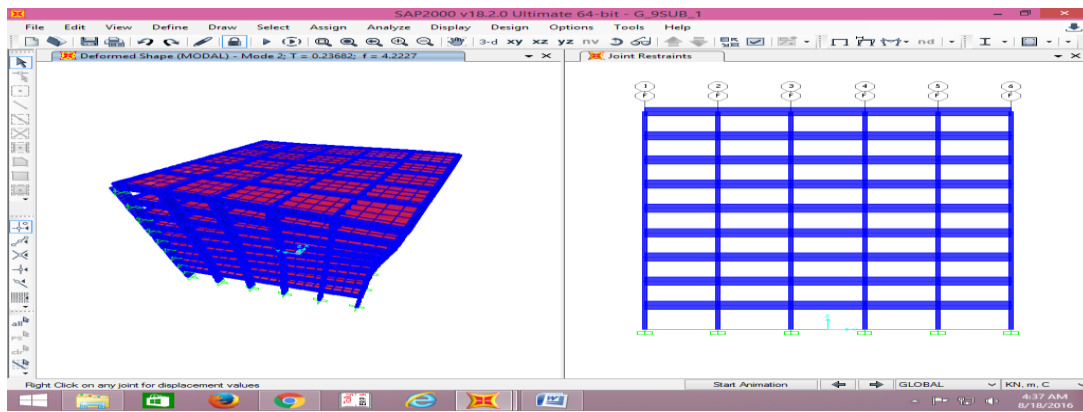 SAP2000 v18.2.0 Ultimate 64-bit - G_9SUB_1
File Edit View Define Draw Select Assign Analyze Display Design Options Tools Help
3-d xy xz yz nv nd
Deformed Shape (MODAL) - Mode 2; T = 0.23682; f = 4.2227
Joint Restraints
1 2 3 4 5 6
F F F F F F
all
Right Click on any joint for displacement values
Start Animation
GLOBAL
KN, m, C
4:37 AM
8/18/2016